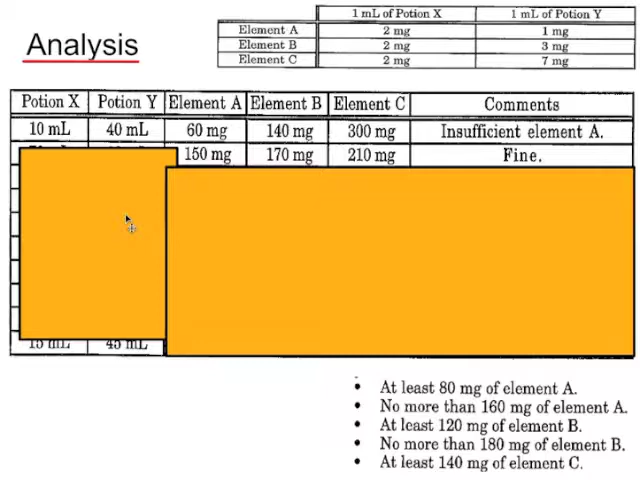 1 mL of Potion X 1 mL of Potion Y
Element A 2 mg 1 mg
Element B 2 mg 3 mg
Element C 2 mg 7 mg
Analysis
Potion X Potion Y Element A Element B Element C Comments
10 mL 40 mL 60 mg 140 mg 300 mg Insufficient element A.
150 mg 170 mg 210 mg Fine.
15 mL 45 mL
• At least 80 mg of element A.
• No more than 160 mg of element A.
• At least 120 mg of element B.
• No more than 180 mg of element B.
• At least 140 mg of element C.